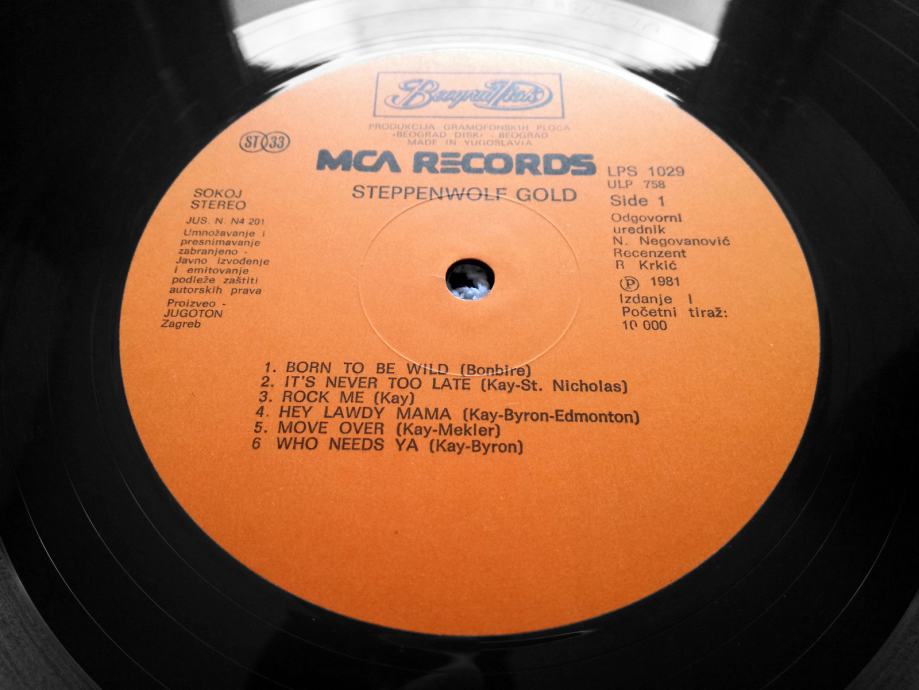 Beograd Disk
PRODUKCIJA GRAMOFONSKIH PLOČA
«BEOGRAD DISK» - BEOGRAD
MADE IN YUGOSLAVIA
ST 33
MCA RECORDS
STEPPENWOLF GOLD
SOKOJ
STEREO
JUS. N. N4 201
Umnožavanje i
presnimavanje
zabranjeno -
Javno izvođenje
i emitovanje
podleže zaštiti
autorskih prava
Proizveo -
JUGOTON
Zagreb
LPS 1029
ULP 758
Side 1
Odgovorni
urednik
N. Negovanović
Recenzent
R Krkić
Ⓟ 1981
Izdanje I
Početni tiraž:
10 000
1. BORN TO BE WILD (Bonbire)
2. IT'S NEVER TOO LATE (Kay-St. Nicholas)
3. ROCK ME (Kay)
4. HEY LAWDY MAMA (Kay-Byron-Edmonton)
5. MOVE OVER (Kay-Mekler)
6 WHO NEEDS YA (Kay-Byron)